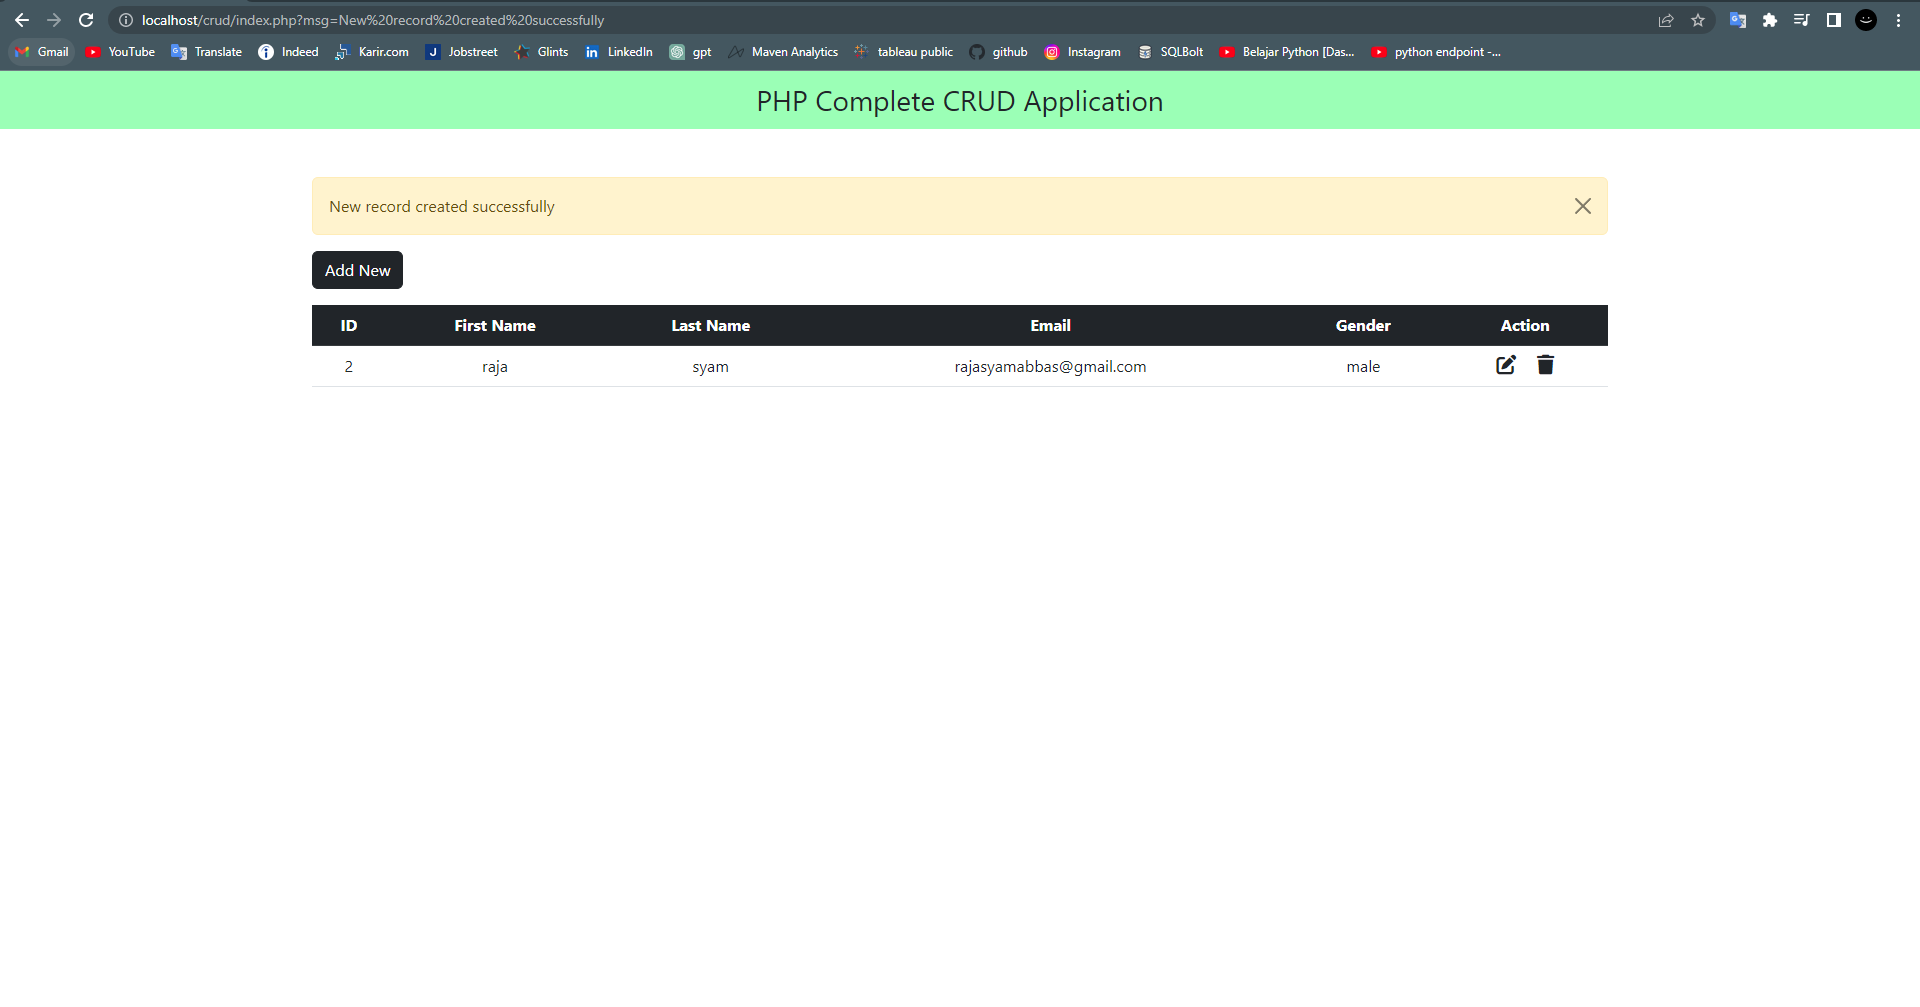 localhost/crud/index.php?msg=New%20record%20created%20successfully
Gmail YouTube Translate Indeed Karir.com Jobstreet Glints LinkedIn gpt Maven Analytics tableau public github Instagram SQLBolt Belajar Python [Das... python endpoint -...
PHP Complete CRUD Application
New record created successfully
Add New
ID First Name Last Name Email Gender Action
2 raja syam rajasyamabbas@gmail.com male